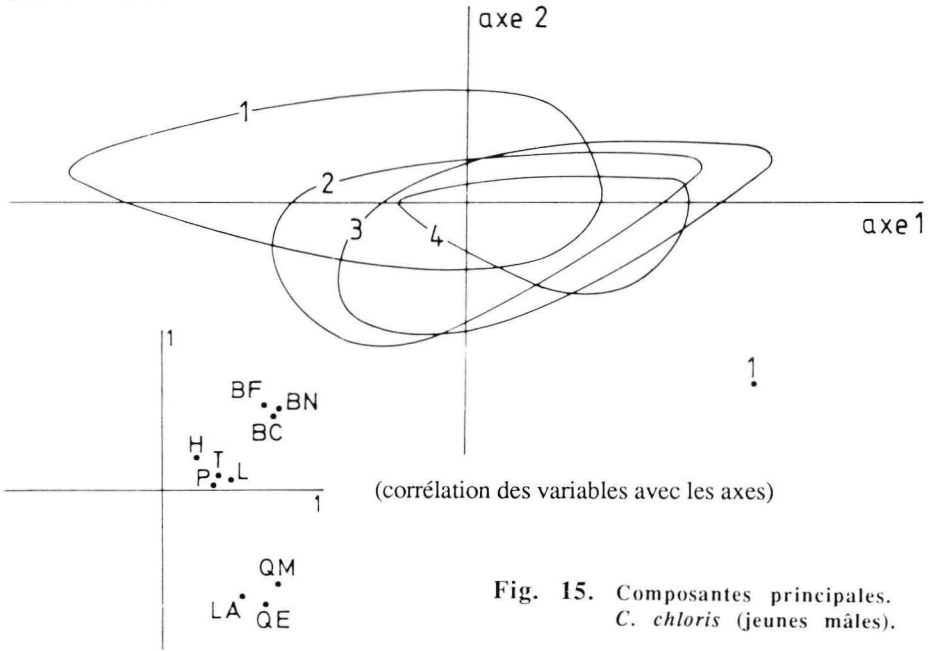 axe 2
1
2
3
4
axe 1
1
1
BF
BN
BC
H
T
P
L
1
(corrélation des variables avec les axes)
QM
LA
QE
Fig. 15. Composantes principales.
C. chloris (jeunes mâles).